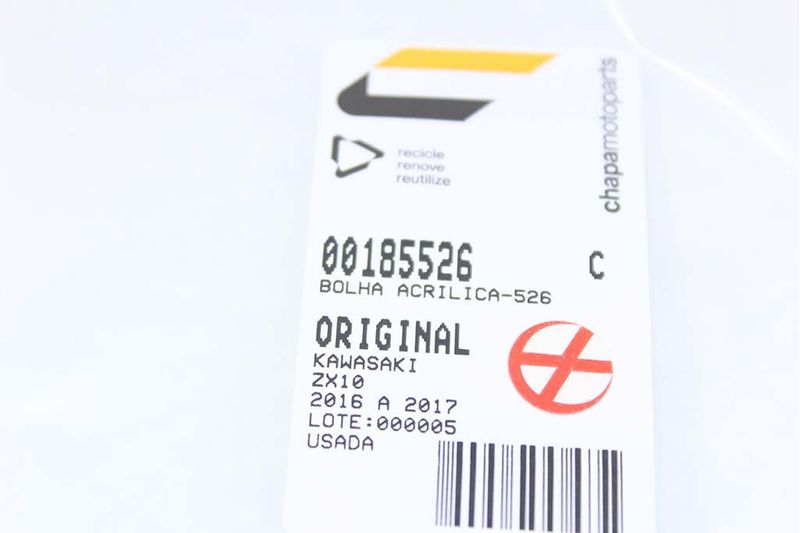 chapamotoparts
recicle
renove
reutilize
00185526 C
BOLHA ACRILICA-526
ORIGINAL
KAWASAKI
ZX10
2016 A 2017
LOTE:000005
USADA